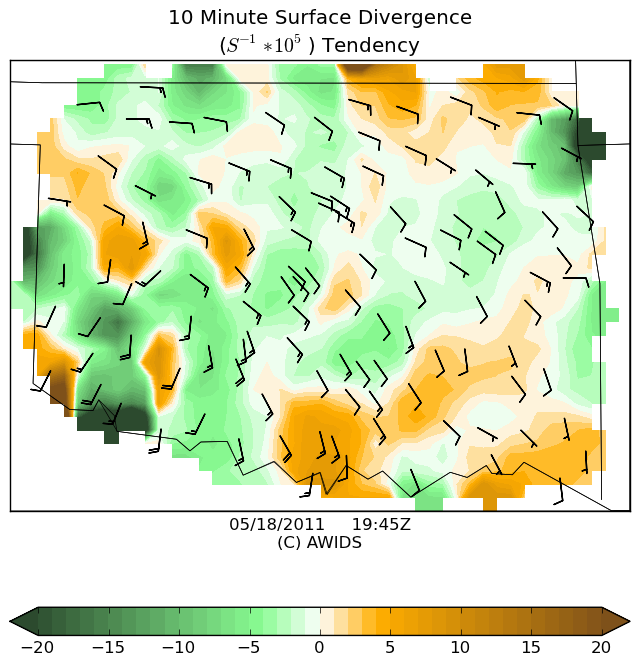 10 Minute Surface Divergence
(S⁻¹ *10⁵ ) Tendency
05/18/2011 19:45Z
(C) AWIDS
−20 −15 −10 −5 0 5 10 15 20